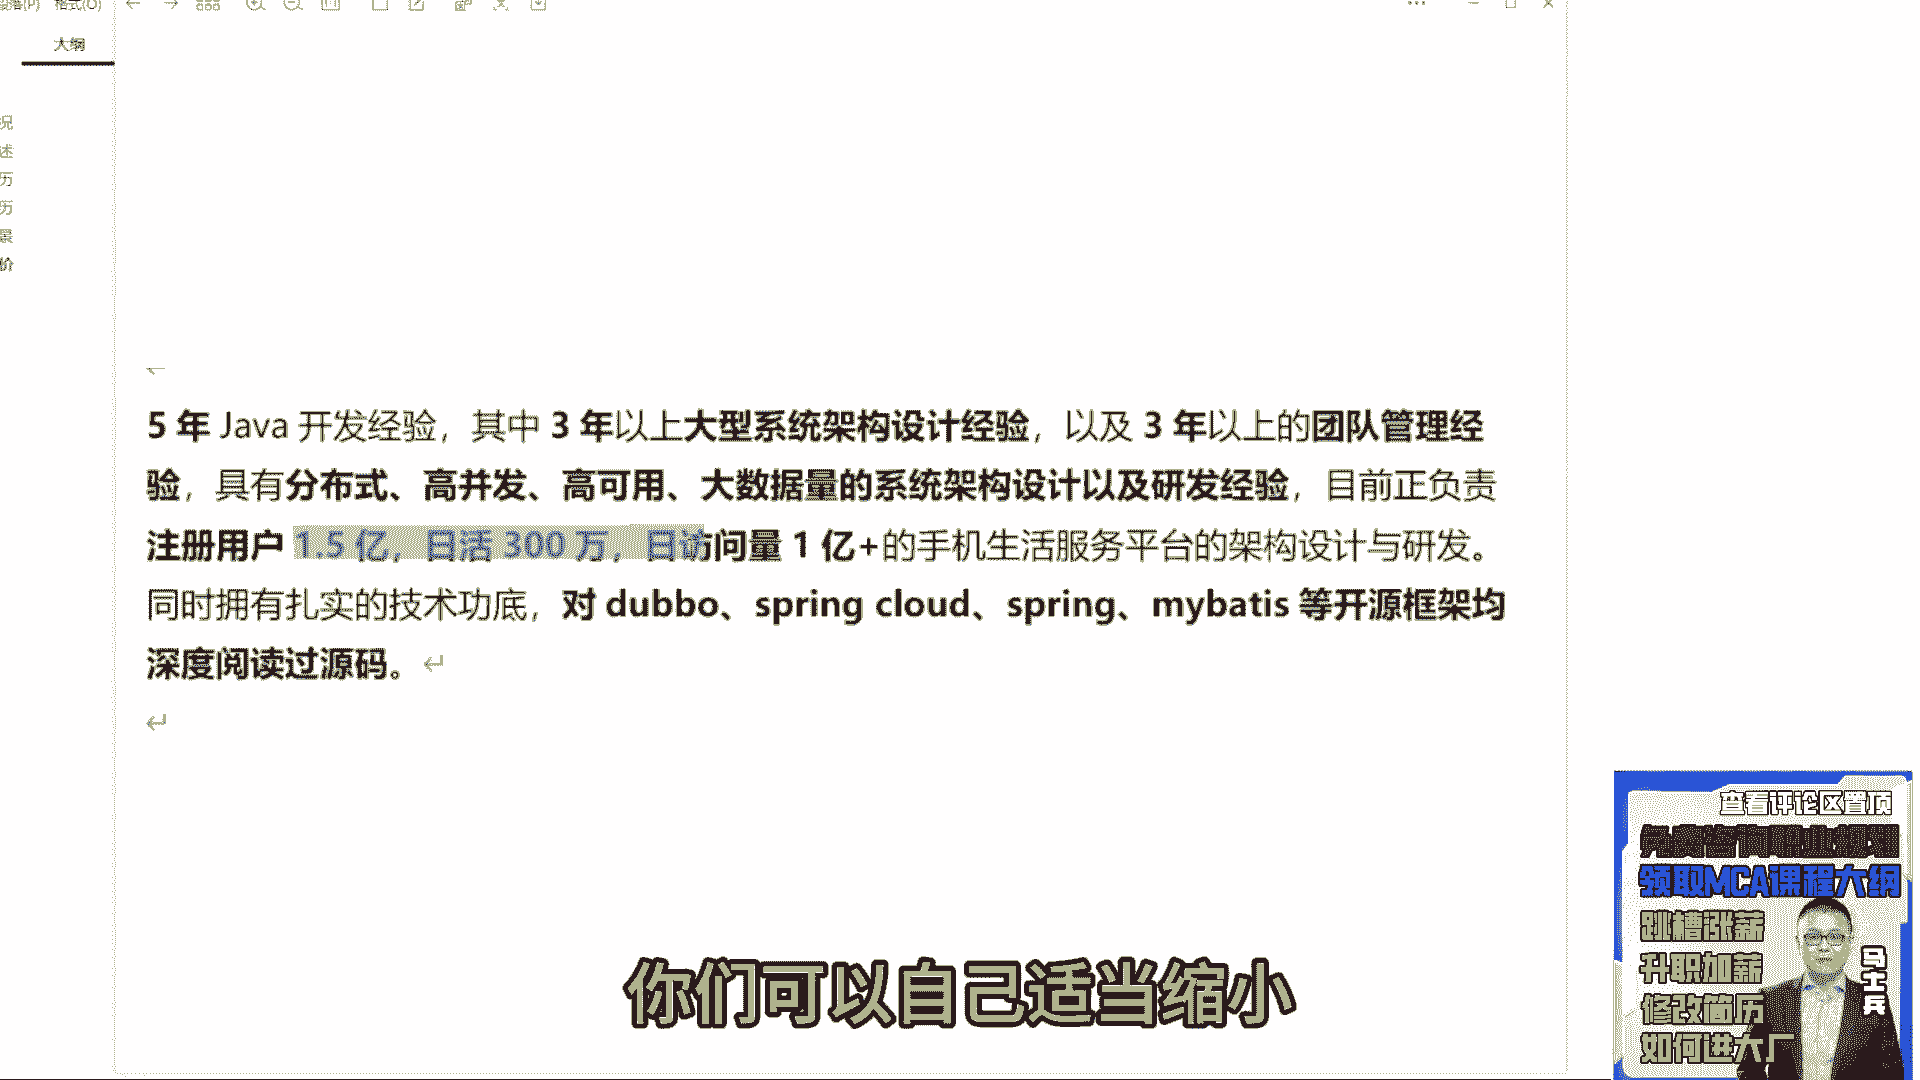 格式(O)
大纲
况
述
历
历
景
价
5 年 Java 开发经验，其中 3 年以上大型系统架构设计经验，以及 3 年以上的团队管理经
验，具有分布式、高并发、高可用、大数据量的系统架构设计以及研发经验，目前正负责
注册用户 1.5 亿，日活 300 万，日访问量 1 亿+的手机生活服务平台的架构设计与研发。
同时拥有扎实的技术功底，对 dubbo、spring cloud、spring、mybatis 等开源框架均
深度阅读过源码。
查看评论区置顶
免费咨询职业规划
领取MCA课程大纲
跳槽涨薪
升职加薪
修改简历
如何进大厂
马士兵
你们可以自己适当缩小